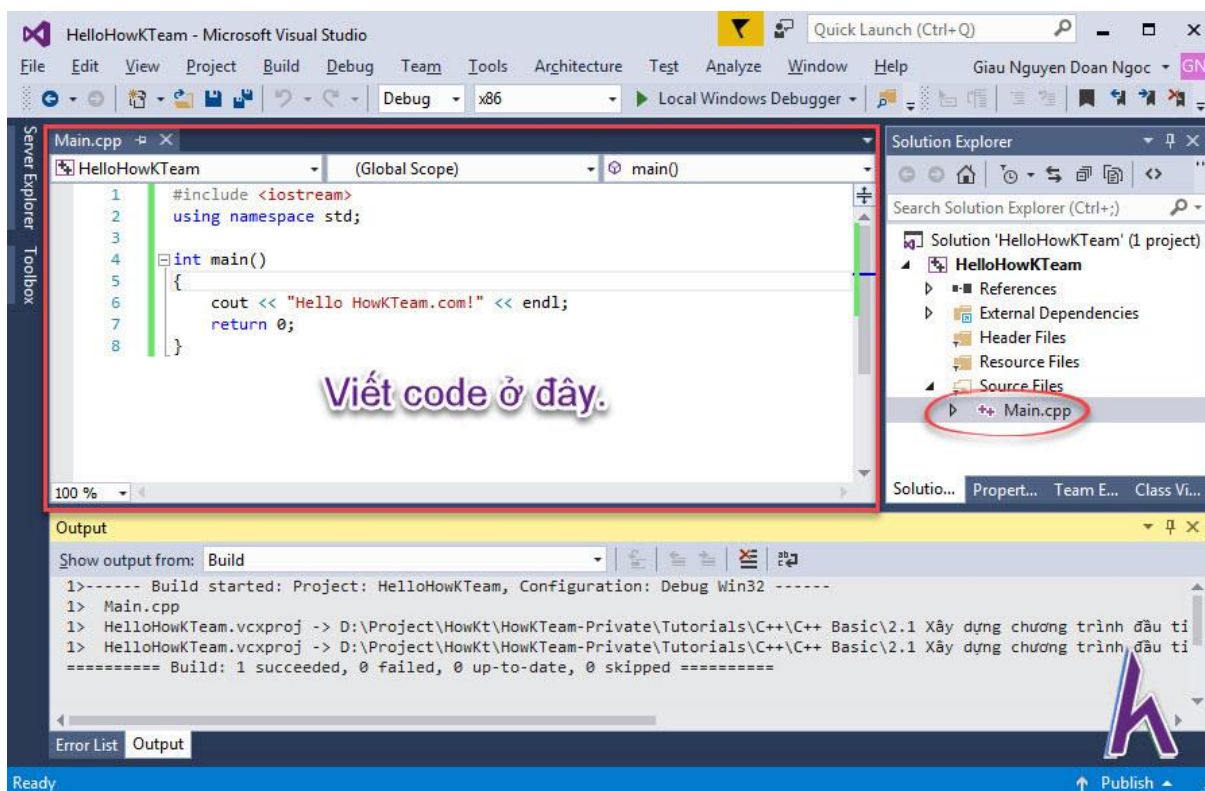 HelloHowKTeam - Microsoft Visual Studio
Quick Launch (Ctrl+Q)
File Edit View Project Build Debug Team Tools Architecture Test Analyze Window Help Giau Nguyen Doan Ngoc GN
Debug x86 Local Windows Debugger
Server Explorer
Toolbox
Main.cpp
HelloHowKTeam (Global Scope) main()
1 #include <iostream>
2 using namespace std;
3
4 int main()
5 {
6 cout << "Hello HowKTeam.com!" << endl;
7 return 0;
8 }
Viết code ở đây.
100 %
Solution Explorer
Search Solution Explorer (Ctrl+;)
Solution 'HelloHowKTeam' (1 project)
HelloHowKTeam
References
External Dependencies
Header Files
Resource Files
Source Files
Main.cpp
Solutio... Propert... Team E... Class Vi...
Output
Show output from: Build
1>------ Build started: Project: HelloHowKTeam, Configuration: Debug Win32 ------
1> Main.cpp
1> HelloHowKTeam.vcxproj -> D:\Project\HowKt\HowKTeam-Private\Tutorials\C++\C++ Basic\2.1 Xây dựng chương trình đầu ti
1> HelloHowKTeam.vcxproj -> D:\Project\HowKt\HowKTeam-Private\Tutorials\C++\C++ Basic\2.1 Xây dựng chương trình đầu ti
========== Build: 1 succeeded, 0 failed, 0 up-to-date, 0 skipped ==========
h
Error List Output
Ready Publish